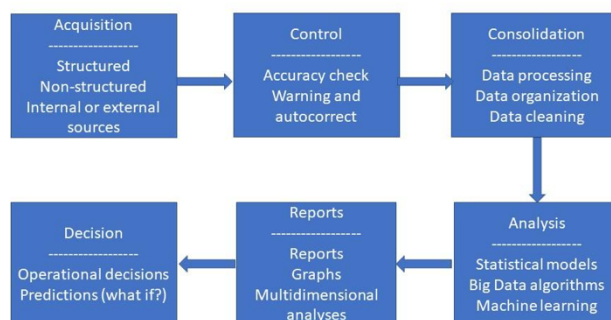 Acquisition
------------------
Structured
Non-structured
Internal or external
sources
Control
------------------
Accuracy check
Warning and
autocorrect
Consolidation
------------------
Data processing
Data organization
Data cleaning
Analysis
------------------
Statistical models
Big Data algorithms
Machine learning
Reports
------------------
Reports
Graphs
Multidimensional
analyses
Decision
------------------
Operational decisions
Predictions (what if?)